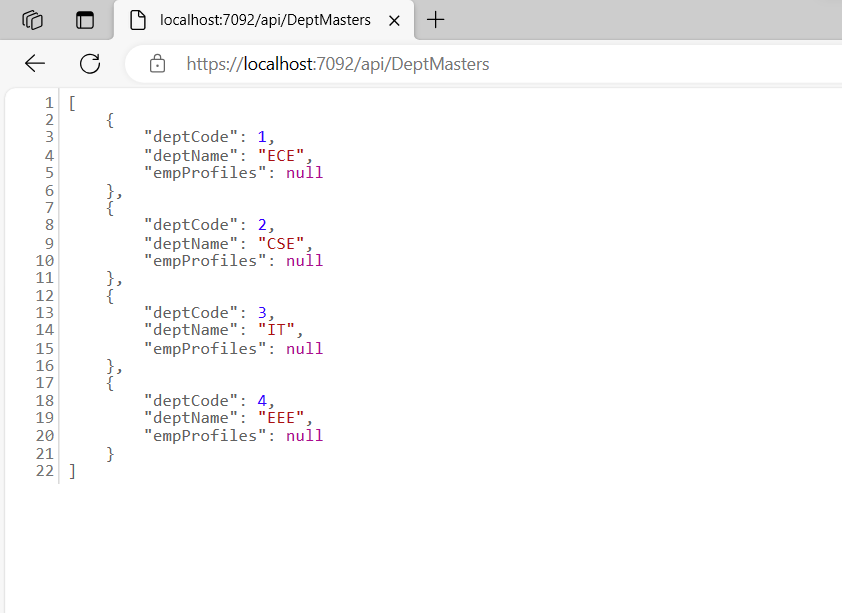 localhost:7092/api/DeptMasters
https://localhost:7092/api/DeptMasters
1 [
2 {
3 "deptCode": 1,
4 "deptName": "ECE",
5 "empProfiles": null
6 },
7 {
8 "deptCode": 2,
9 "deptName": "CSE",
10 "empProfiles": null
11 },
12 {
13 "deptCode": 3,
14 "deptName": "IT",
15 "empProfiles": null
16 },
17 {
18 "deptCode": 4,
19 "deptName": "EEE",
20 "empProfiles": null
21 }
22 ]